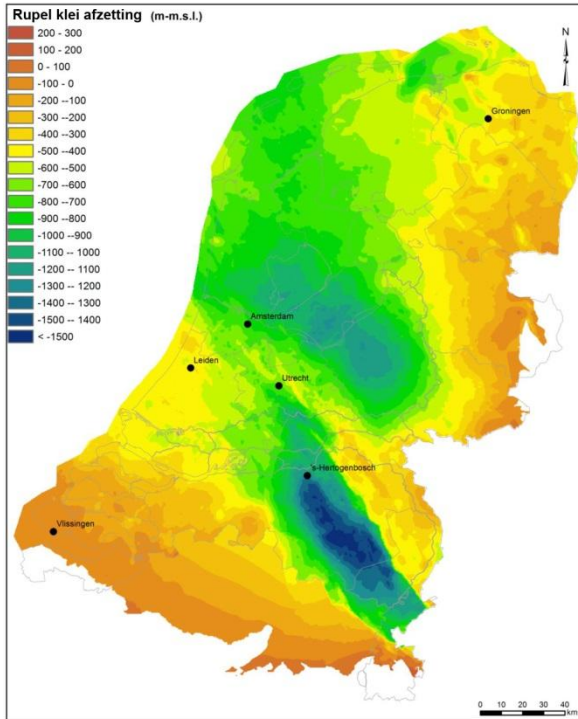 Rupel klei afzetting (m-m.s.l.)
200 - 300
100 - 200
0 - 100
-100 - 0
-200 --100
-300 --200
-400 --300
-500 --400
-600 --500
-700 --600
-800 --700
-900 --800
-1000 --900
-1100 -- 1000
-1200 -- 1100
-1300 -- 1200
-1400 -- 1300
-1500 -- 1400
< -1500
N
Groningen
Amsterdam
Leiden
Utrecht
's-Hertogenbosch
Vlissingen
0 10 20 30 40
km